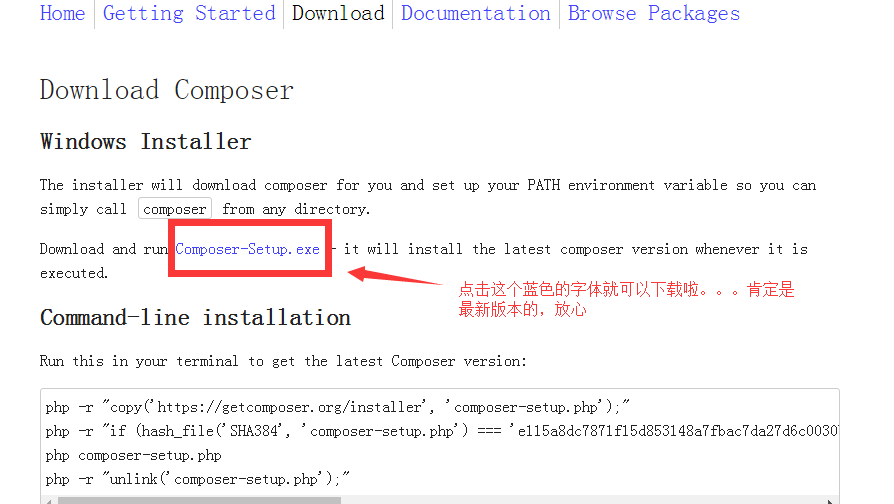 Home Getting Started Download Documentation Browse Packages
Download Composer
Windows Installer
The installer will download composer for you and set up your PATH environment variable so you can
simply call composer from any directory.
Download and run Composer-Setup.exe - it will install the latest composer version whenever it is
executed.
点击这个蓝色的字体就可以下载啦。。。肯定是
最新版本的，放心
Command-line installation
Run this in your terminal to get the latest Composer version:
php -r "copy('https://getcomposer.org/installer', 'composer-setup.php');"
php -r "if (hash_file('SHA384', 'composer-setup.php') === 'e115a8dc7871f15d853148a7fbac7da27d6c0030
php composer-setup.php
php -r "unlink('composer-setup.php');"